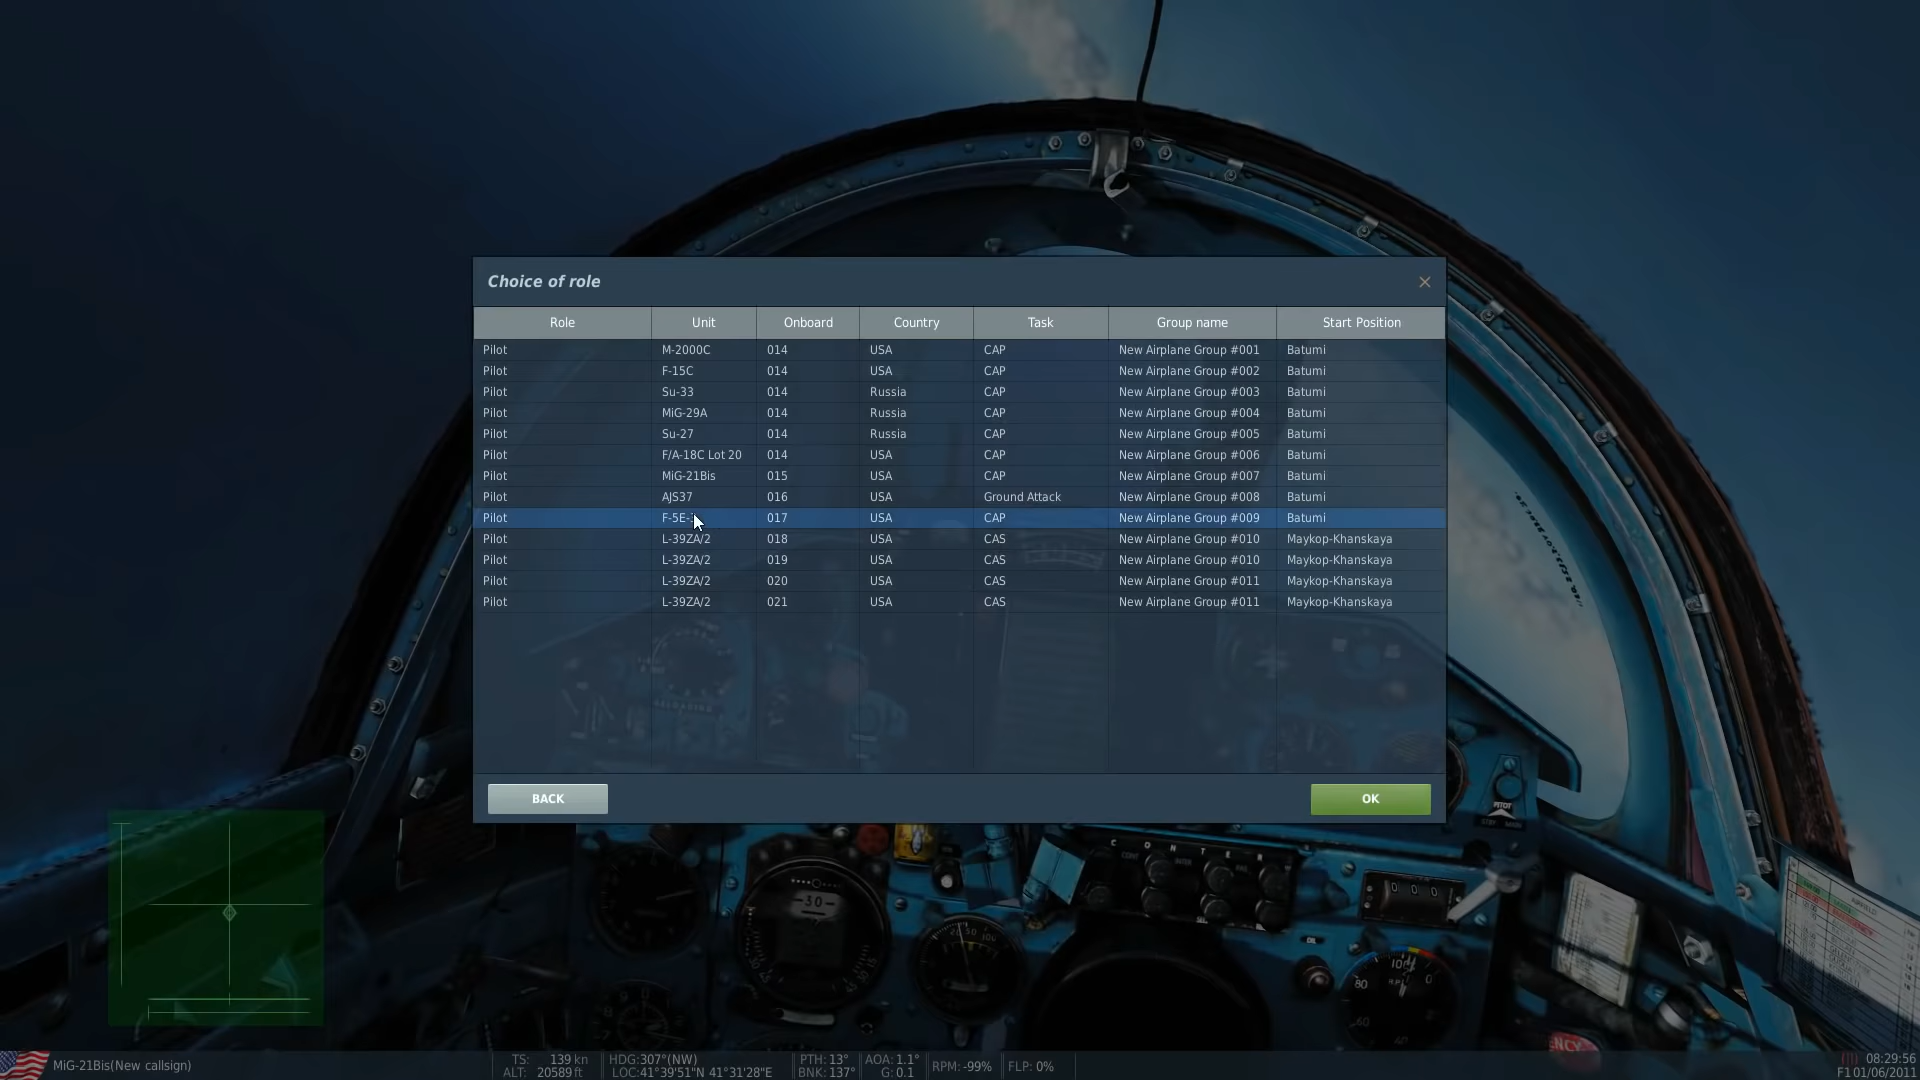 Choice of role
Role Unit Onboard Country Task Group name Start Position
Pilot M-2000C 014 USA CAP New Airplane Group #001 Batumi
Pilot F-15C 014 USA CAP New Airplane Group #002 Batumi
Pilot Su-33 014 Russia CAP New Airplane Group #003 Batumi
Pilot MiG-29A 014 Russia CAP New Airplane Group #004 Batumi
Pilot Su-27 014 Russia CAP New Airplane Group #005 Batumi
Pilot F/A-18C Lot 20 014 USA CAP New Airplane Group #006 Batumi
Pilot MiG-21Bis 015 USA CAP New Airplane Group #007 Batumi
Pilot AJS37 016 USA Ground Attack New Airplane Group #008 Batumi
Pilot F-5E- 017 USA CAP New Airplane Group #009 Batumi
Pilot L-39ZA/2 018 USA CAS New Airplane Group #010 Maykop-Khanskaya
Pilot L-39ZA/2 019 USA CAS New Airplane Group #010 Maykop-Khanskaya
Pilot L-39ZA/2 020 USA CAS New Airplane Group #011 Maykop-Khanskaya
Pilot L-39ZA/2 021 USA CAS New Airplane Group #011 Maykop-Khanskaya
BACK OK
PITOT
C O N T E R
30
000
100 0
80
60
MiG-21Bis(New callsign)
TS: 139 kn HDG:307°(NW) PTH: 13° AOA: 1.1° RPM: -99% FLP: 0% 08:29:56
ALT: 20589 ft LOC:41°39'51"N 41°31'28"E BNK: 137° G: 0.1 F1 01/06/2011